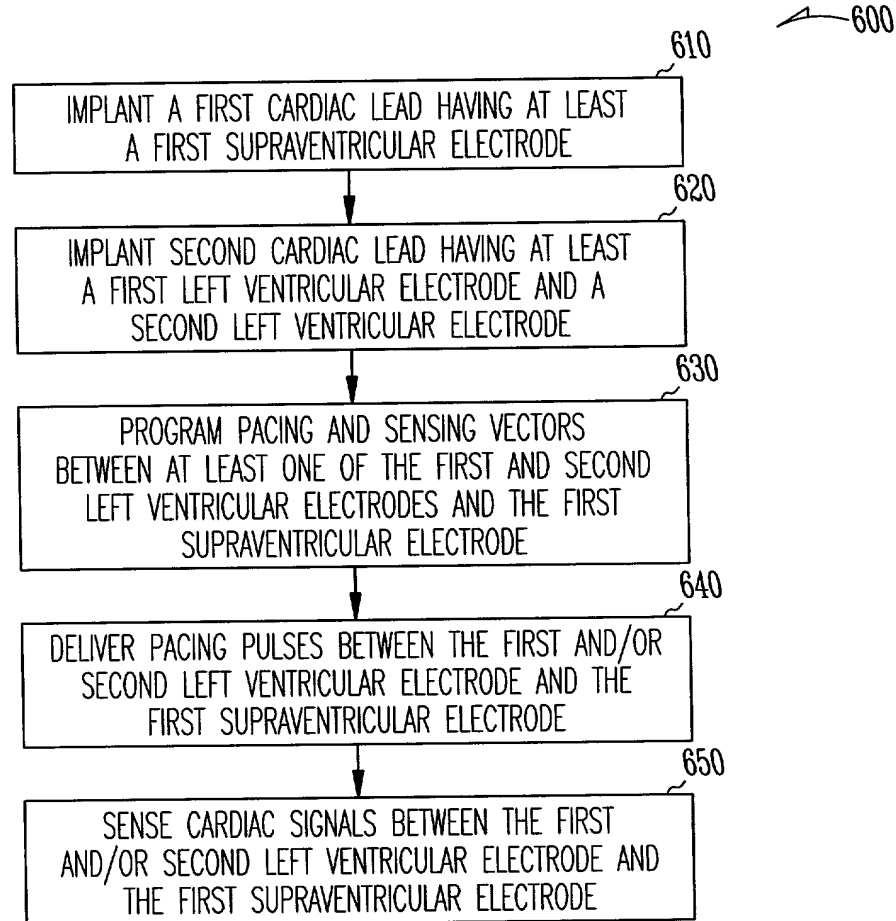 600
610
IMPLANT A FIRST CARDIAC LEAD HAVING AT LEAST
A FIRST SUPRAVENTRICULAR ELECTRODE
620
IMPLANT SECOND CARDIAC LEAD HAVING AT LEAST
A FIRST LEFT VENTRICULAR ELECTRODE AND A
SECOND LEFT VENTRICULAR ELECTRODE
630
PROGRAM PACING AND SENSING VECTORS
BETWEEN AT LEAST ONE OF THE FIRST AND SECOND
LEFT VENTRICULAR ELECTRODES AND THE FIRST
SUPRAVENTRICULAR ELECTRODE
640
DELIVER PACING PULSES BETWEEN THE FIRST AND/OR
SECOND LEFT VENTRICULAR ELECTRODE AND THE
FIRST SUPRAVENTRICULAR ELECTRODE
650
SENSE CARDIAC SIGNALS BETWEEN THE FIRST
AND/OR SECOND LEFT VENTRICULAR ELECTRODE AND
THE FIRST SUPRAVENTRICULAR ELECTRODE